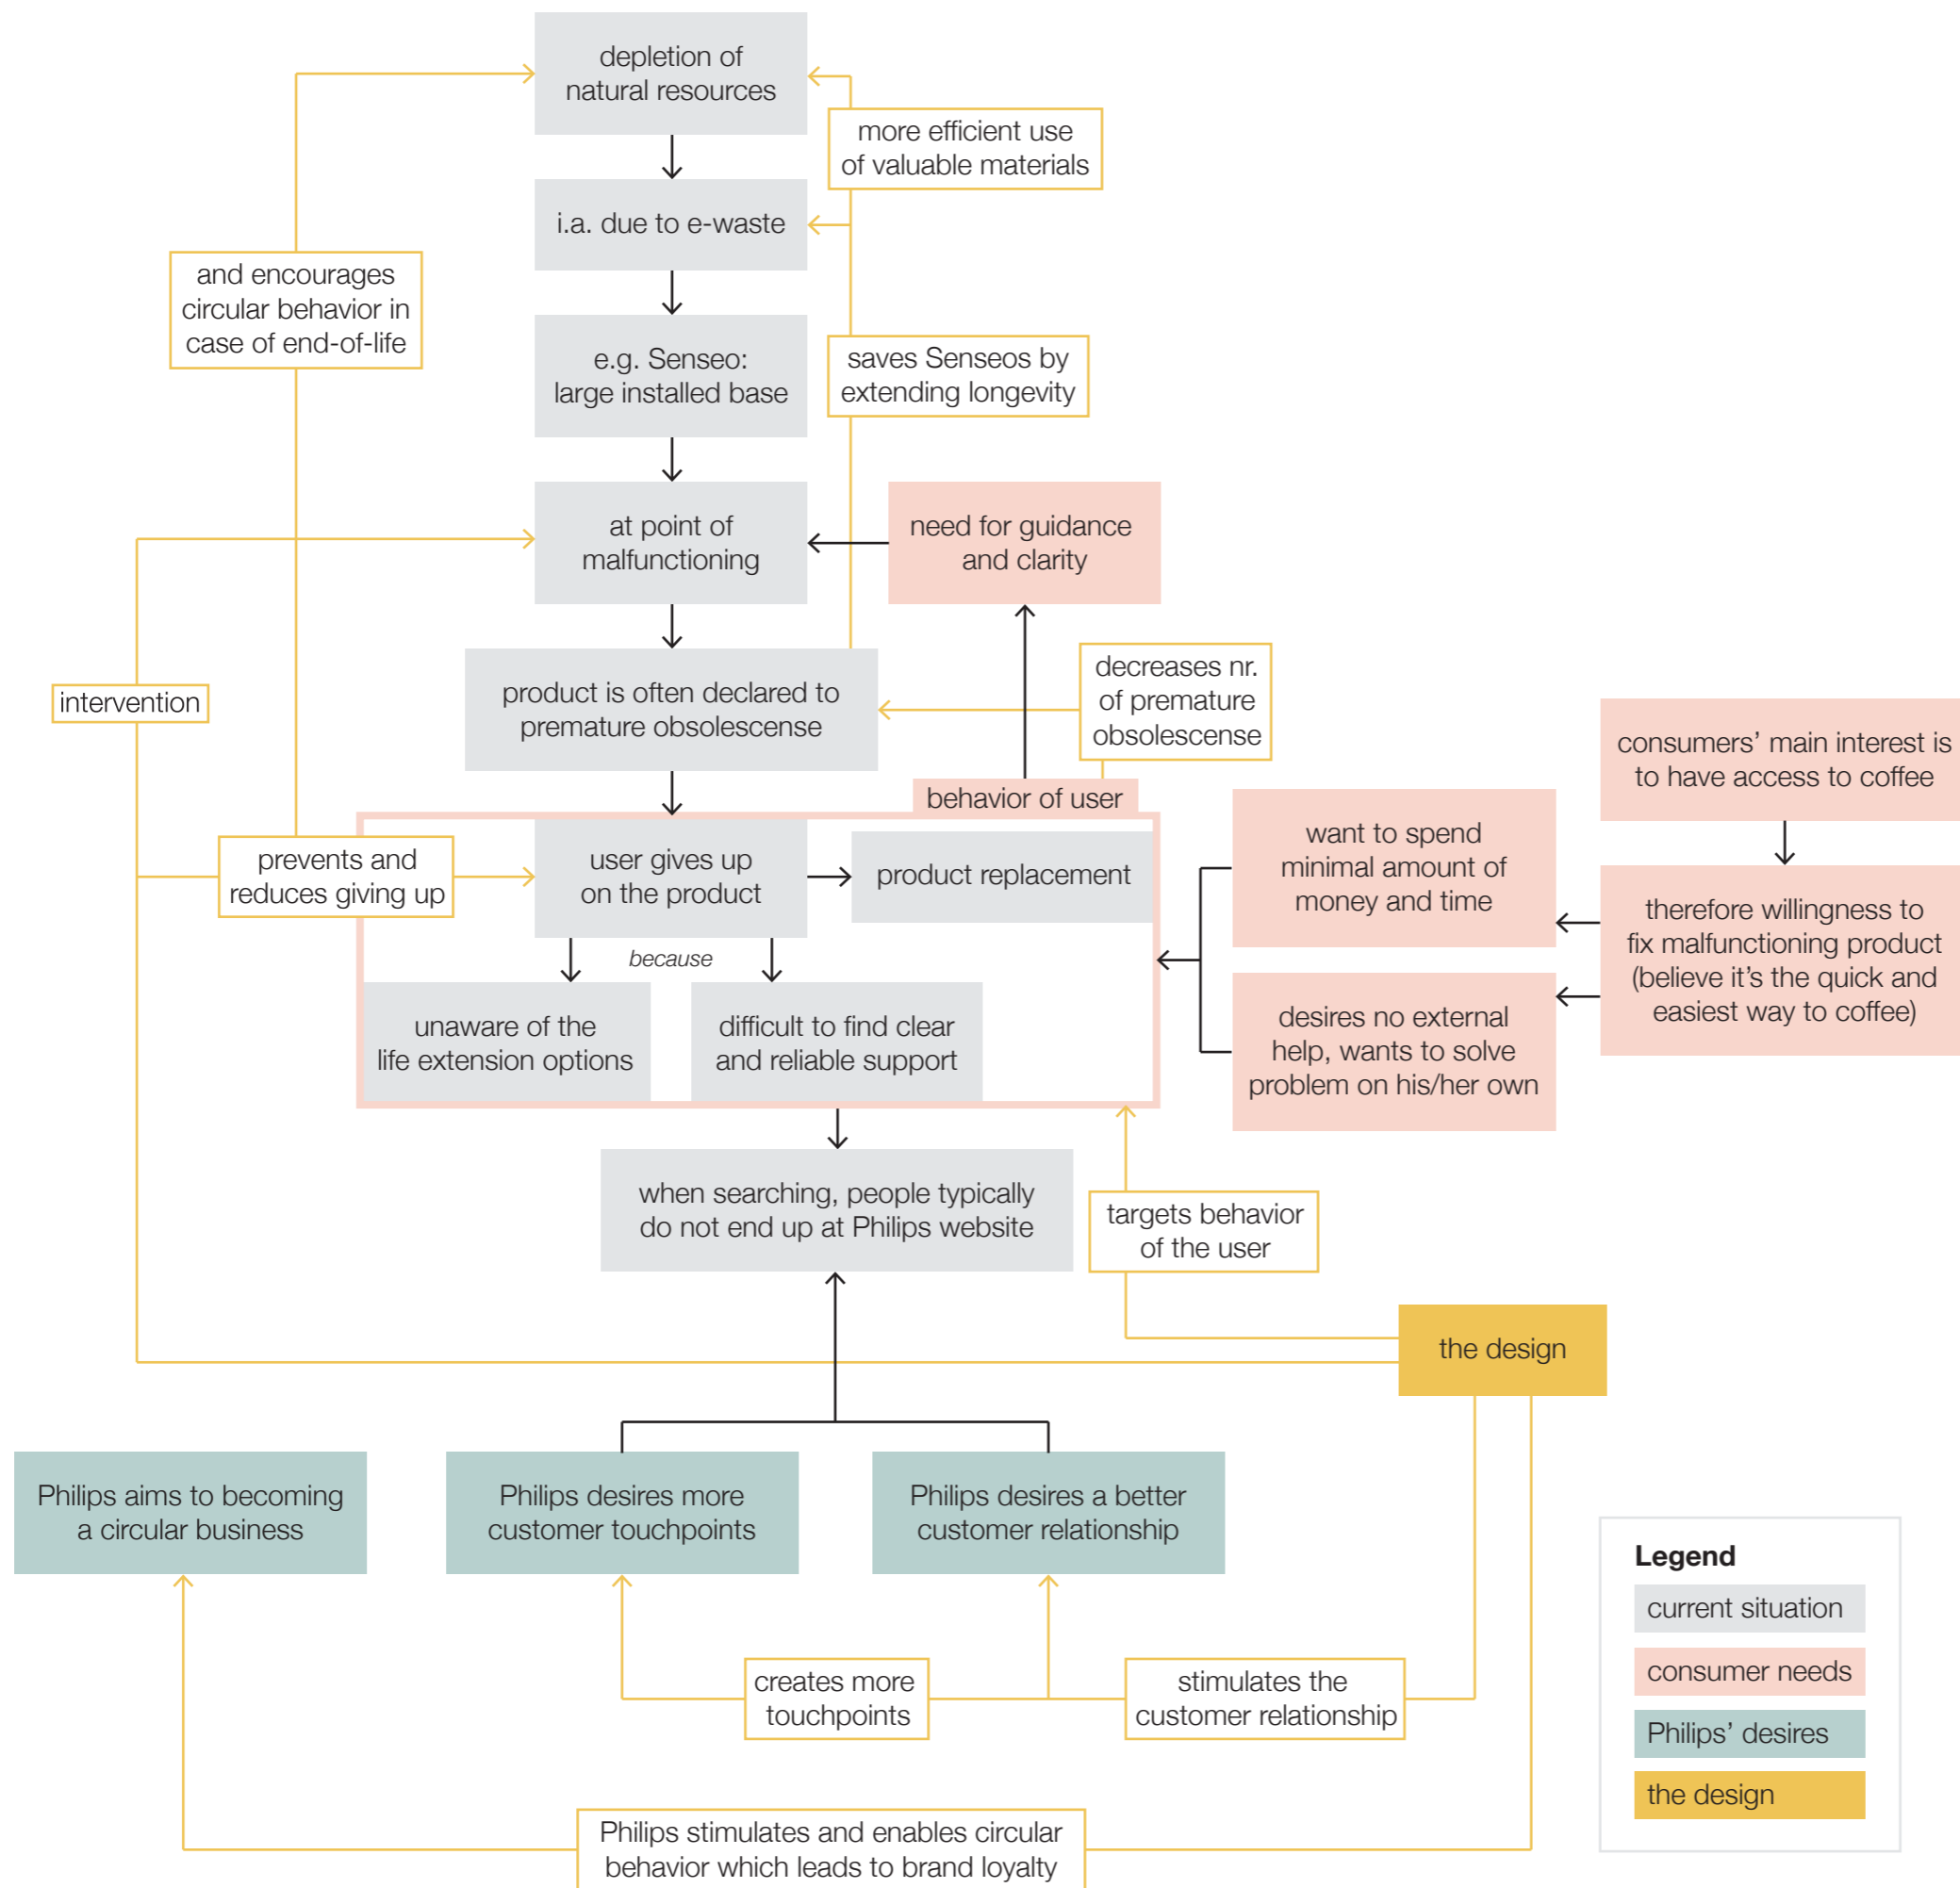 depletion of
natural resources
more efficient use
of valuable materials
i.a. due to e-waste
and encourages
circular behavior in
case of end-of-life
e.g. Senseo:
large installed base
saves Senseos by
extending longevity
at point of
malfunctioning
need for guidance
and clarity
intervention
product is often declared to
premature obsolescense
decreases nr.
of premature
obsolescense
consumers’ main interest is
to have access to coffee
behavior of user
prevents and
reduces giving up
user gives up
on the product
product replacement
want to spend
minimal amount of
money and time
therefore willingness to
fix malfunctioning product
(believe it’s the quick and
easiest way to coffee)
because
unaware of the
life extension options
difficult to find clear
and reliable support
desires no external
help, wants to solve
problem on his/her own
when searching, people typically
do not end up at Philips website
targets behavior
of the user
the design
Philips aims to becoming
a circular business
Philips desires more
customer touchpoints
Philips desires a better
customer relationship
creates more
touchpoints
stimulates the
customer relationship
Philips stimulates and enables circular
behavior which leads to brand loyalty
Legend
current situation
consumer needs
Philips’ desires
the design